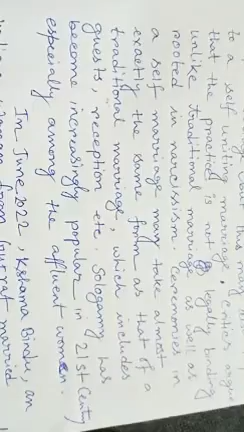 to a self uniting marriage, critics argue
that the practice is not legally binding
unlike traditional marriage as well as
rooted in narcissism. Ceremonies in
a self marriage may take almost
exactly the same form as that of a
traditional marriage, which includes
guests, reception etc. Sologamy has
become increasingly popular in 21st Century
especially among the affluent women.
In June 2022, Kshama Bindu, an
from Gujrat married